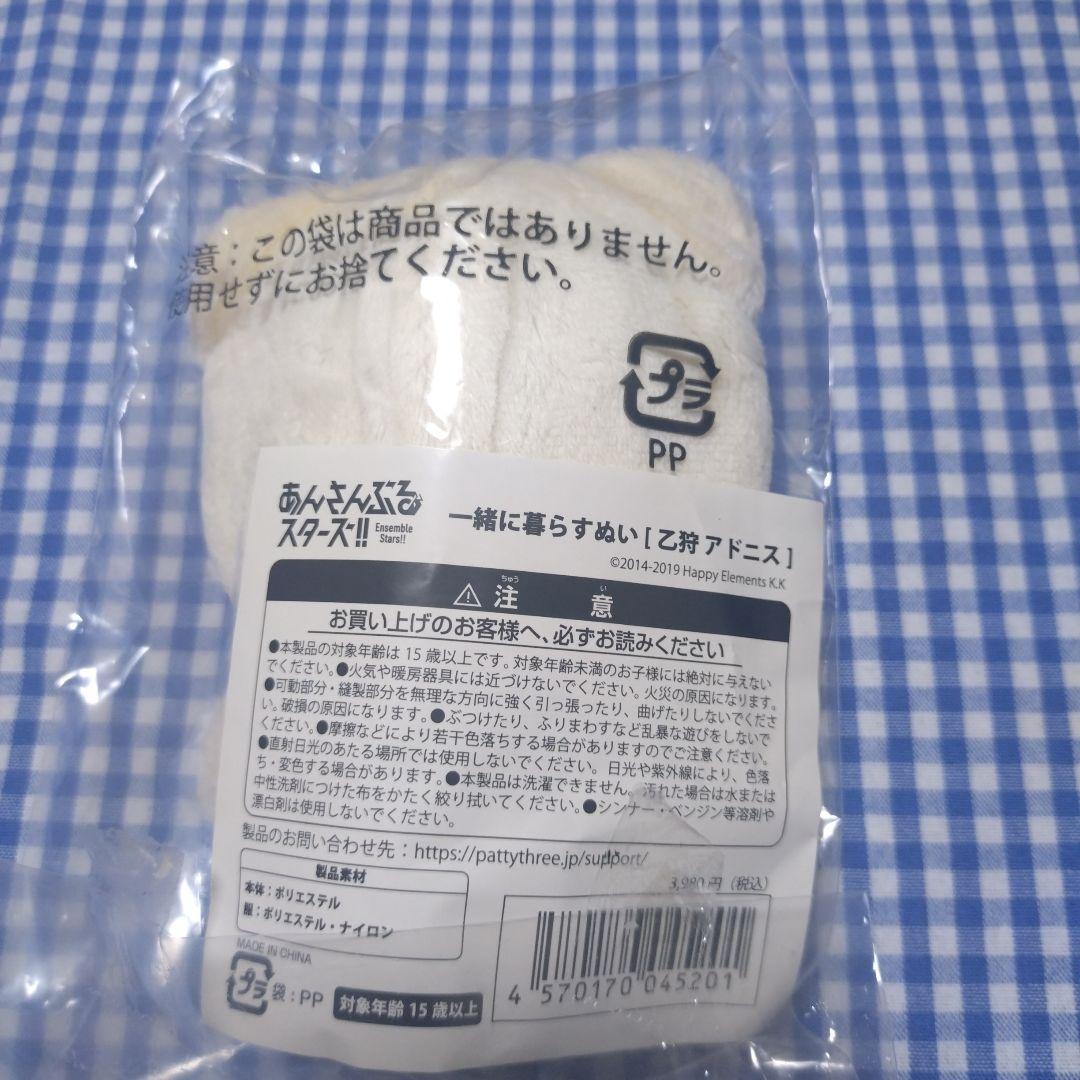 注意：この袋は商品ではありません。
使用せずにお捨てください。
プラ
PP
あんさんぶる
スターズ!!
Ensemble
Stars!!
一緒に暮らすぬい [ 乙狩 アドニス ]
©2014-2019 Happy Elements K.K
ちゅう い
⚠ 注 意
お買い上げのお客様へ、必ずお読みください
●本製品の対象年齢は 15 歳以上です。対象年齢未満のお子様には絶対に与えない
でください。●火気や暖房器具には近づけないでください。火災の原因になります。
●可動部分・縫製部分を無理な方向に強く引っ張ったり、曲げたりしないでくださ
い。破損の原因になります。●ぶつけたり、ふりまわすなど乱暴な遊びをしないで
ください。●摩擦などにより若干色落ちする場合がありますのでご注意ください。
●直射日光のあたる場所では使用しないでください。日光や紫外線により、色落
ち・変色する場合があります。●本製品は洗濯できません。汚れた場合は水または
中性洗剤につけた布をかたく絞り拭いてください。●シンナー・ベンジン等溶剤や
漂白剤は使用しないでください。
製品のお問い合わせ先：https://pattythree.jp/support/
3,980 円（税込）
製品素材
本体：ポリエステル
服：ポリエステル・ナイロン
MADE IN CHINA
プラ 袋：PP
対象年齢 15 歳以上
4 570170 045201